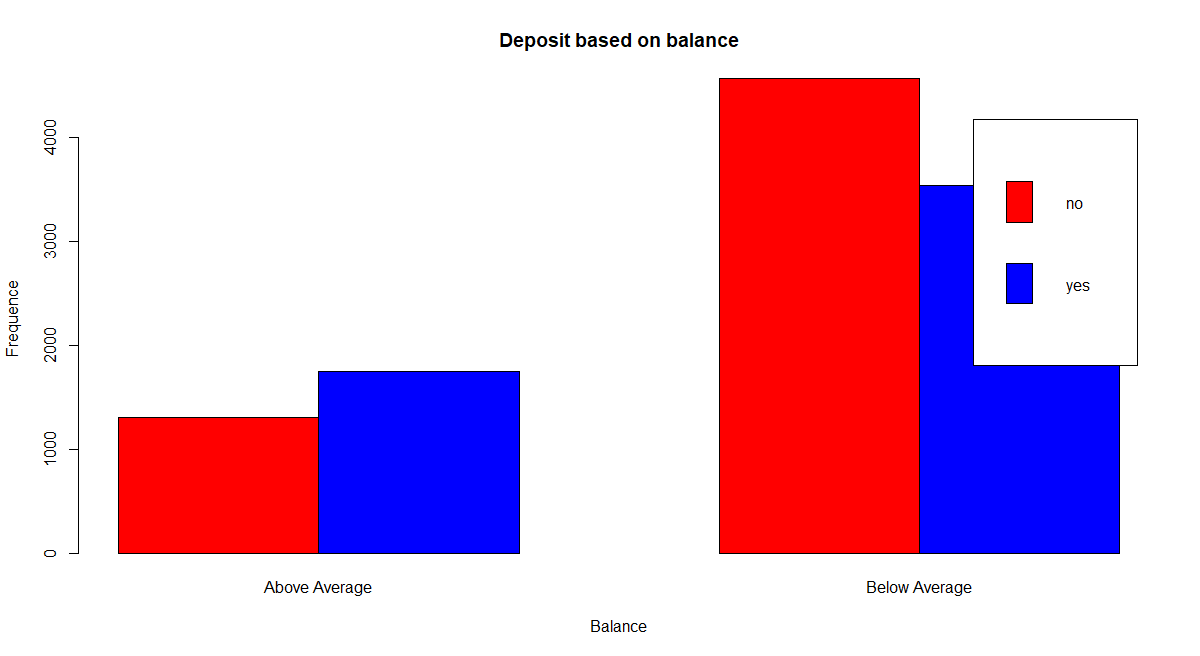 Deposit based on balance
Frequence
4000
3000
2000
1000
0
no
yes
Above Average
Below Average
Balance